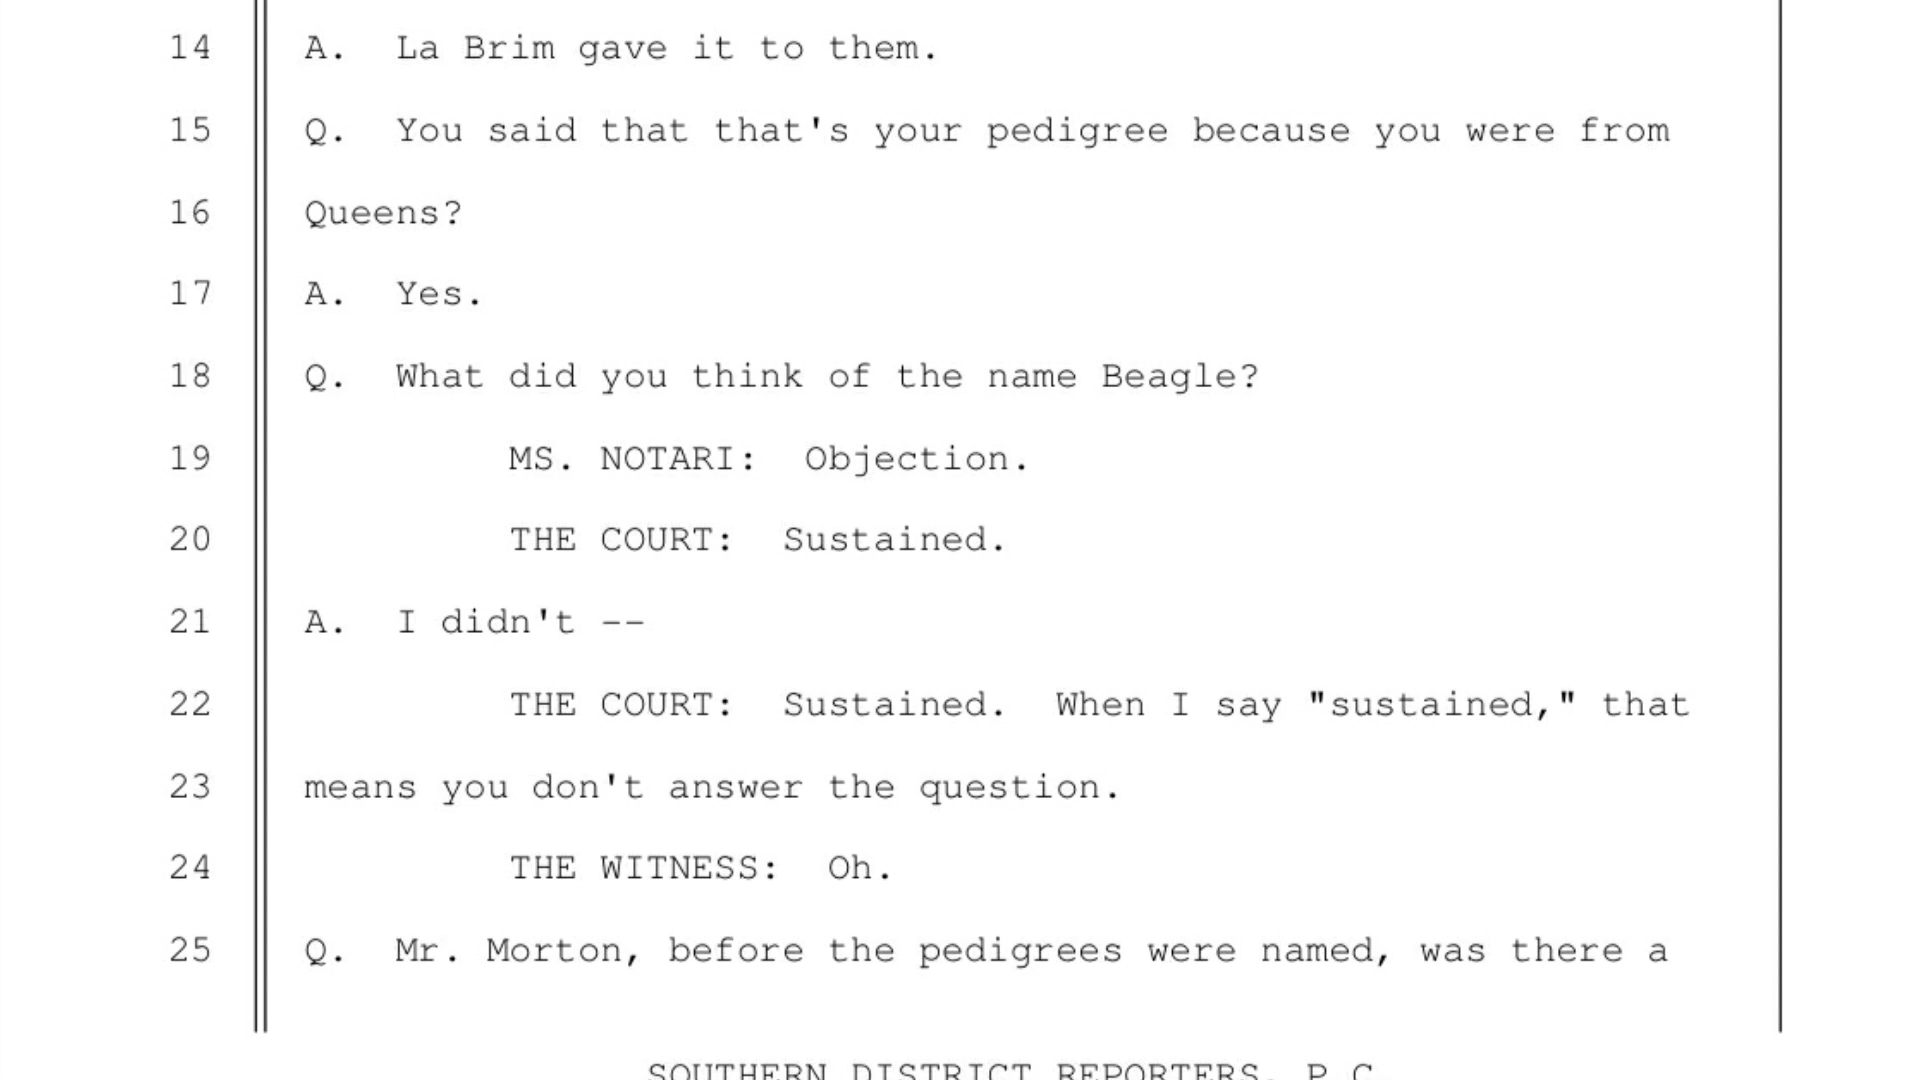 14 A. La Brim gave it to them.
15 Q. You said that that's your pedigree because you were from
16 Queens?
17 A. Yes.
18 Q. What did you think of the name Beagle?
19 MS. NOTARI: Objection.
20 THE COURT: Sustained.
21 A. I didn't --
22 THE COURT: Sustained. When I say "sustained," that
23 means you don't answer the question.
24 THE WITNESS: Oh.
25 Q. Mr. Morton, before the pedigrees were named, was there a
SOUTHERN DISTRICT REPORTERS, P.C.